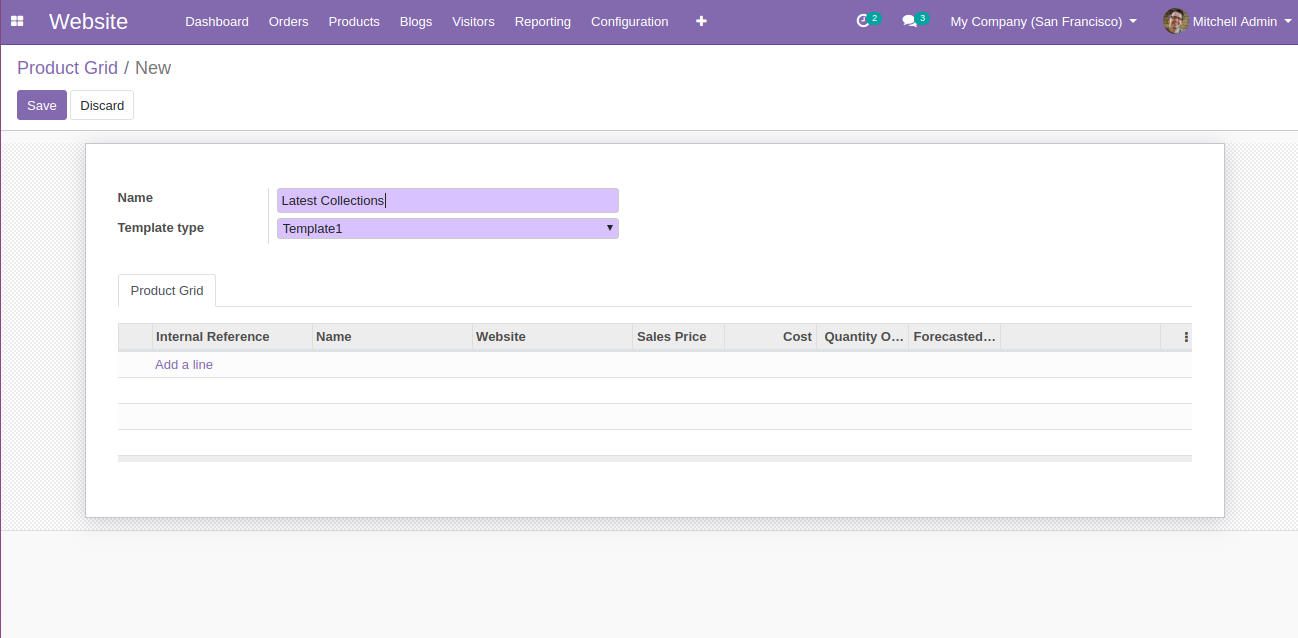 Website Dashboard Orders Products Blogs Visitors Reporting Configuration 2 3 My Company (San Francisco) Mitchell Admin
Product Grid / New
Save Discard
Name Latest Collections
Template type Template1
Product Grid
Internal Reference Name Website Sales Price Cost Quantity O... Forecasted...
Add a line